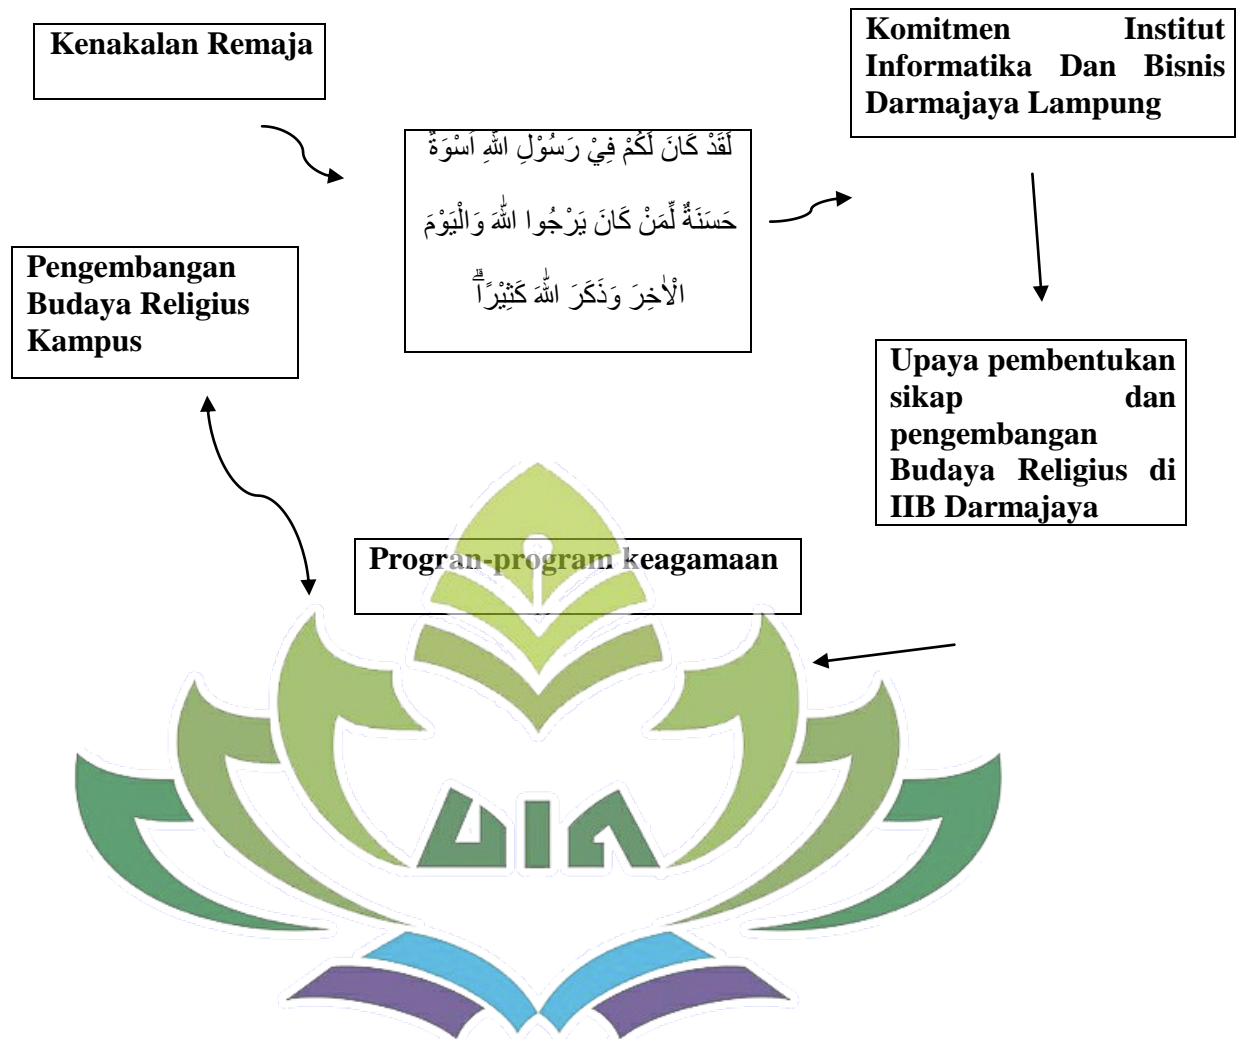 Kenakalan Remaja
Komitmen Institut
Informatika Dan Bisnis
Darmajaya Lampung
لَقَدْ كَانَ لَكُمْ فِيْ رَسُوْلِ اللّٰهِ اُسْوَةٌ
حَسَنَةٌ لِّمَنْ كَانَ يَرْجُوا اللّٰهَ وَالْيَوْمَ
الْاٰخِرَ وَذَكَرَ اللّٰهَ كَثِيْرًاۗ
Pengembangan
Budaya Religius
Kampus
Upaya pembentukan
sikap dan
pengembangan
Budaya Religius di
IIB Darmajaya
Progran-program keagamaan
UIN